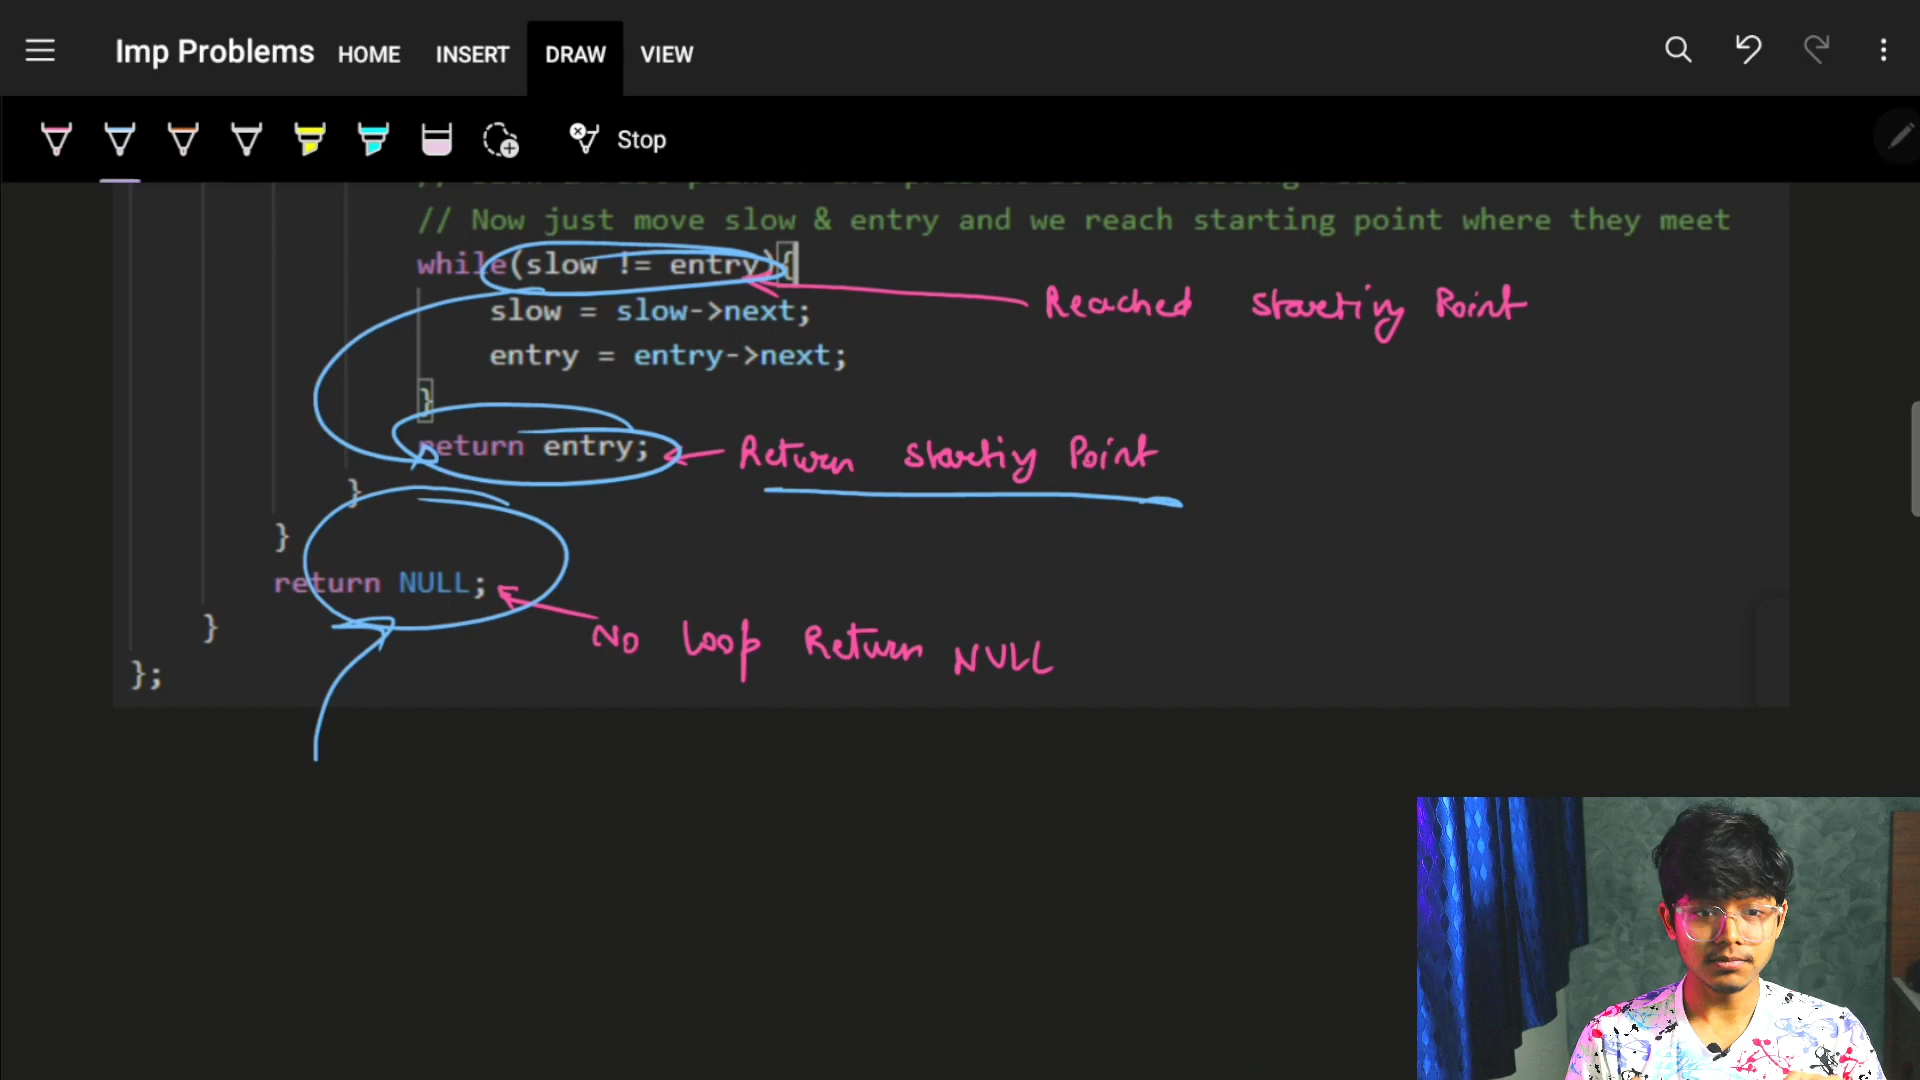 Imp Problems HOME INSERT DRAW VIEW
Stop
// Now just move slow & entry and we reach starting point where they meet
while(slow != entry){
Reached Starting Point
slow = slow->next;
entry = entry->next;
}
return entry;
Return Starting Point
}
}
return NULL;
No Loop Return NULL
}
};